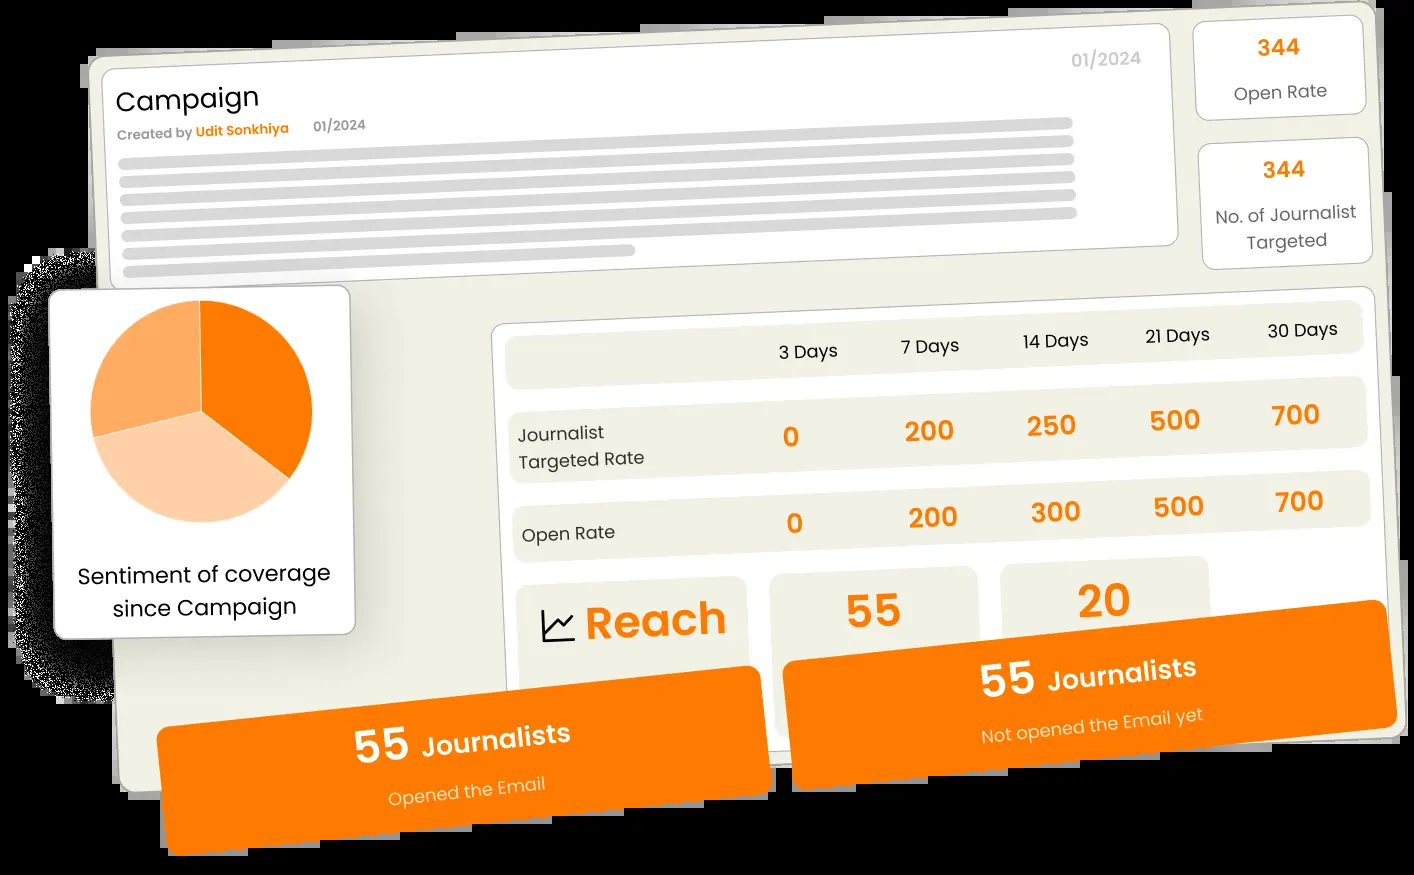 Campaign
Created by Udit Sonkhiya 01/2024
01/2024
344
Open Rate
344
No. of Journalist
Targeted
Sentiment of coverage
since Campaign
3 Days 7 Days 14 Days 21 Days 30 Days
Journalist
Targeted Rate
0 200 250 500 700
Open Rate 0 200 300 500 700
Reach 55 20
55 Journalists
Opened the Email
55 Journalists
Not opened the Email yet